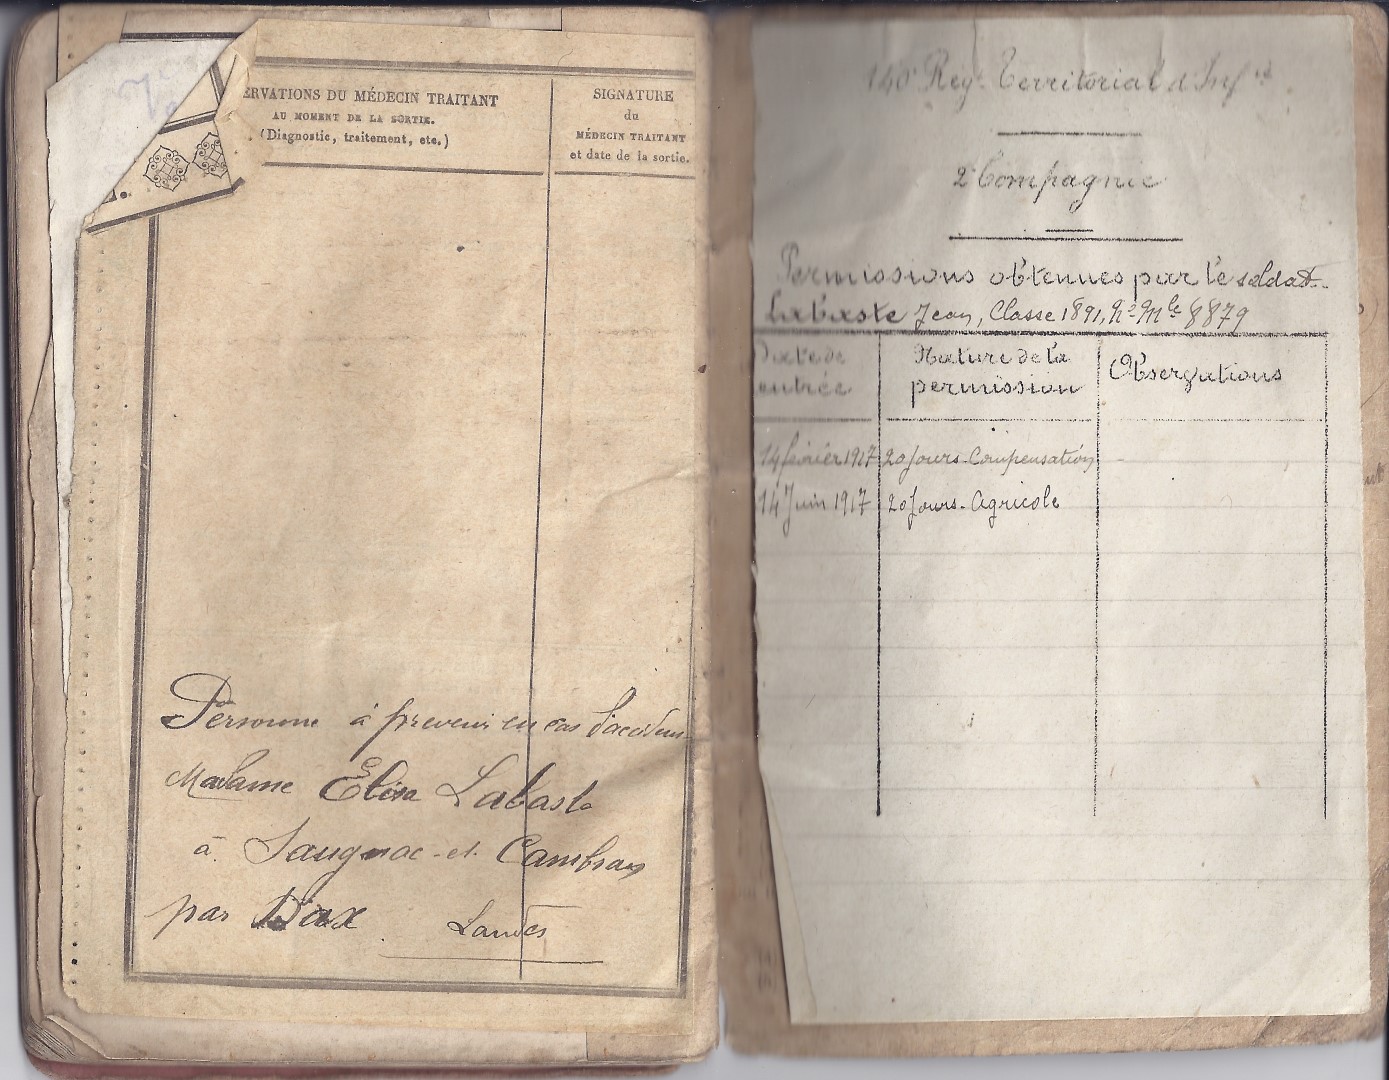 ERVATIONS DU MÉDECIN TRAITANT
AU MOMENT DE LA SORTIE.
(Diagnostic, traitement, etc.)
SIGNATURE
du
MÉDECIN TRAITANT
et date de la sortie.
Personne à prevenir en cas d'accident
Madame Elisa Labaste
à Saugnac-et Cambran
par Dax Landes
140e Regt Territorial d'Infie
2e Compagnie
Permissions obtenues par le soldat
Labaste Jean, Classe 1891, No Mle 8879
Date de
entrée
Nature de la
permission
Observations
14 février 1917 20 Jours. Compensation
14 Juin 1917 20 Jours. Agricole